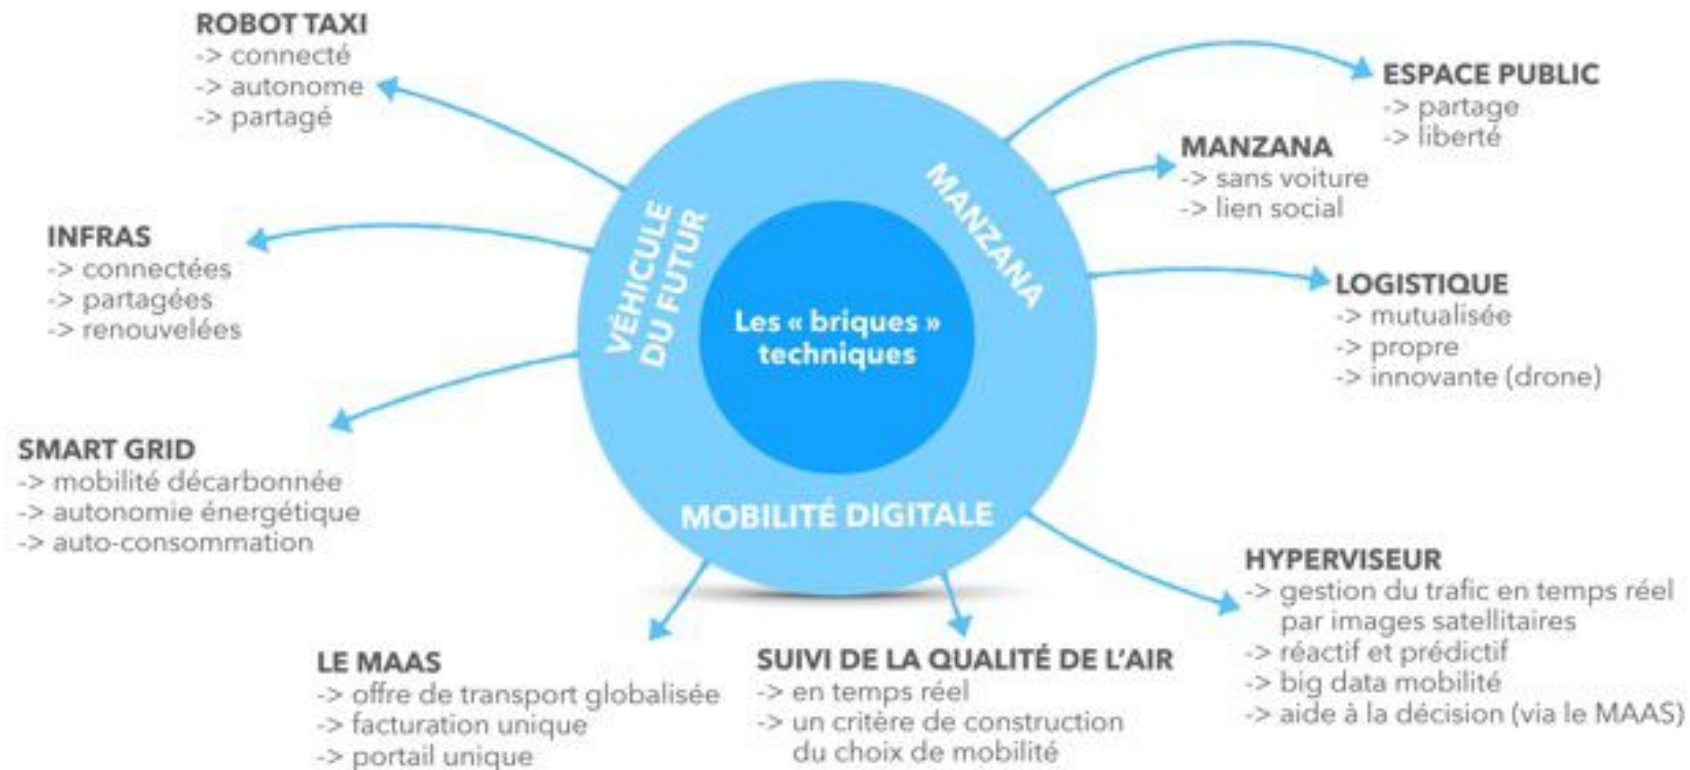 ROBOT TAXI
-> connecté
-> autonome
-> partagé
INFRAS
-> connectées
-> partagées
-> renouvelées
SMART GRID
-> mobilité décarbonnée
-> autonomie énergétique
-> auto-consommation
VÉHICULE
DU FUTUR
MANZANA
Les « briques »
techniques
MOBILITÉ DIGITALE
ESPACE PUBLIC
-> partage
-> liberté
MANZANA
-> sans voiture
-> lien social
LOGISTIQUE
-> mutualisée
-> propre
-> innovante (drone)
LE MAAS
-> offre de transport globalisée
-> facturation unique
-> portail unique
SUIVI DE LA QUALITÉ DE L'AIR
-> en temps réel
-> un critère de construction
du choix de mobilité
HYPERVISEUR
-> gestion du trafic en temps réel
par images satellitaires
-> réactif et prédictif
-> big data mobilité
-> aide à la décision (via le MAAS)